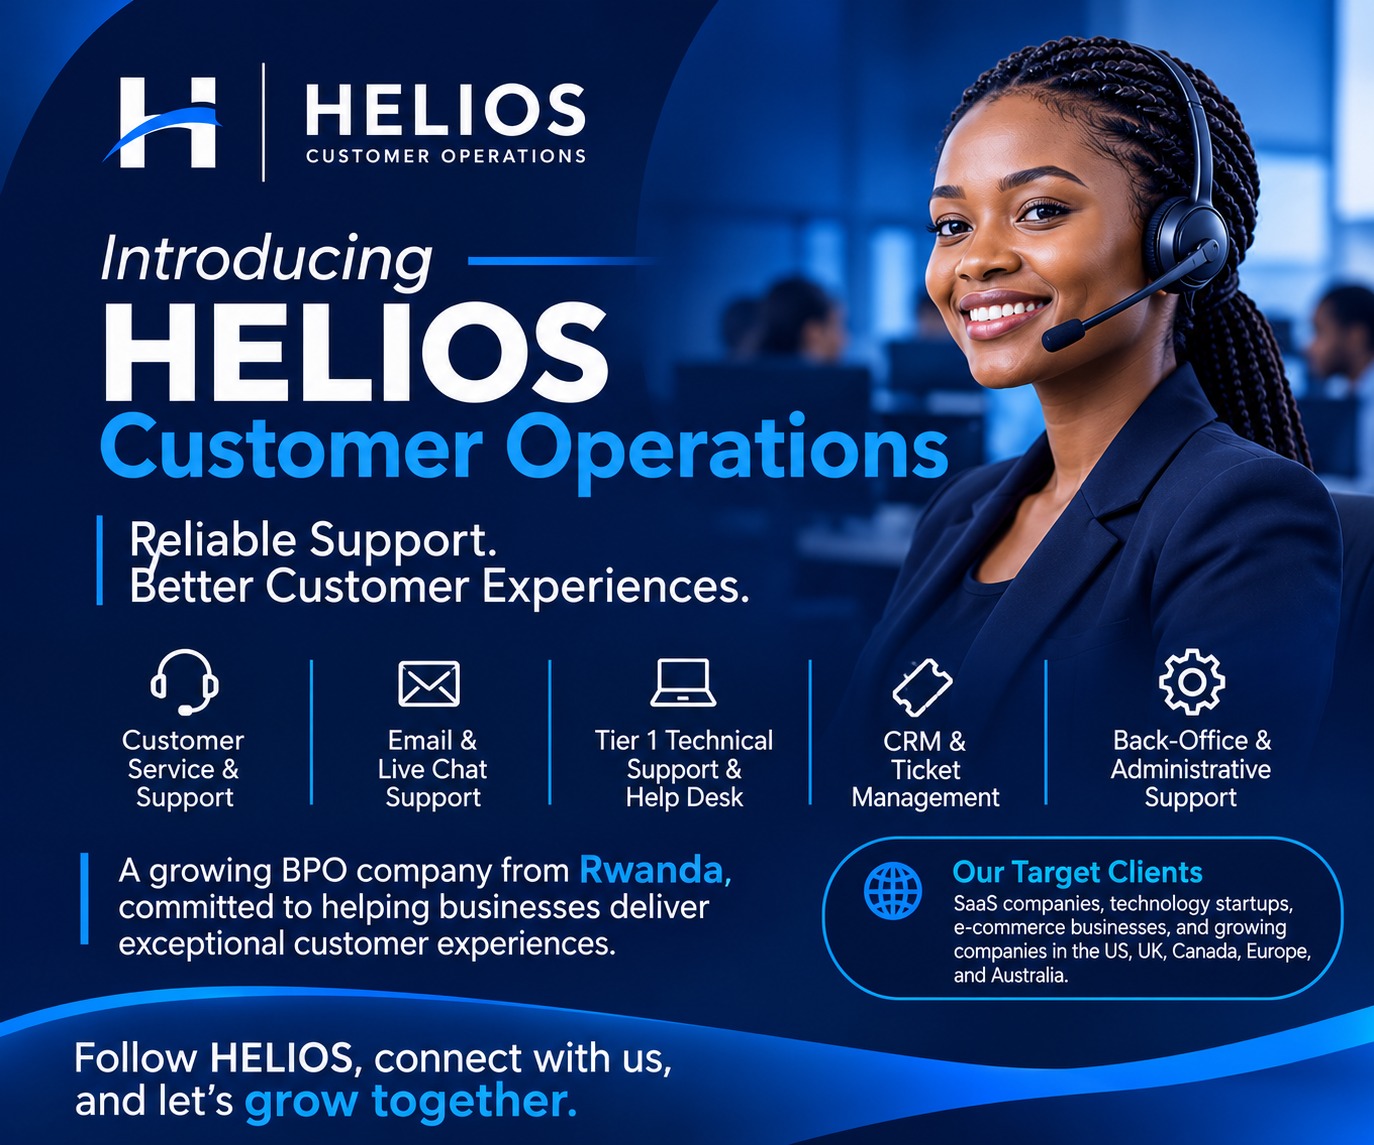 HELIOS
CUSTOMER OPERATIONS
Introducing
HELIOS
Customer Operations
Reliable Support.
Better Customer Experiences.
Customer
Service &
Support
Email &
Live Chat
Support
Tier 1 Technical
Support &
Help Desk
CRM &
Ticket
Management
Back-Office &
Administrative
Support
A growing BPO company from Rwanda,
committed to helping businesses deliver
exceptional customer experiences.
Our Target Clients
SaaS companies, technology startups,
e-commerce businesses, and growing
companies in the US, UK, Canada, Europe,
and Australia.
Follow HELIOS, connect with us,
and let's grow together.